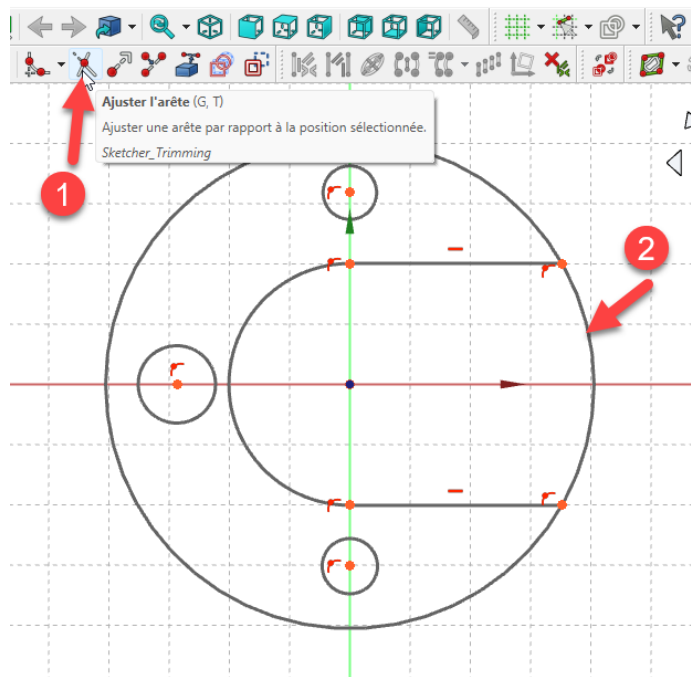 Ajuster l'arête (G, T)
Ajuster une arête par rapport à la position sélectionnée.
Sketcher_Trimming
1
2